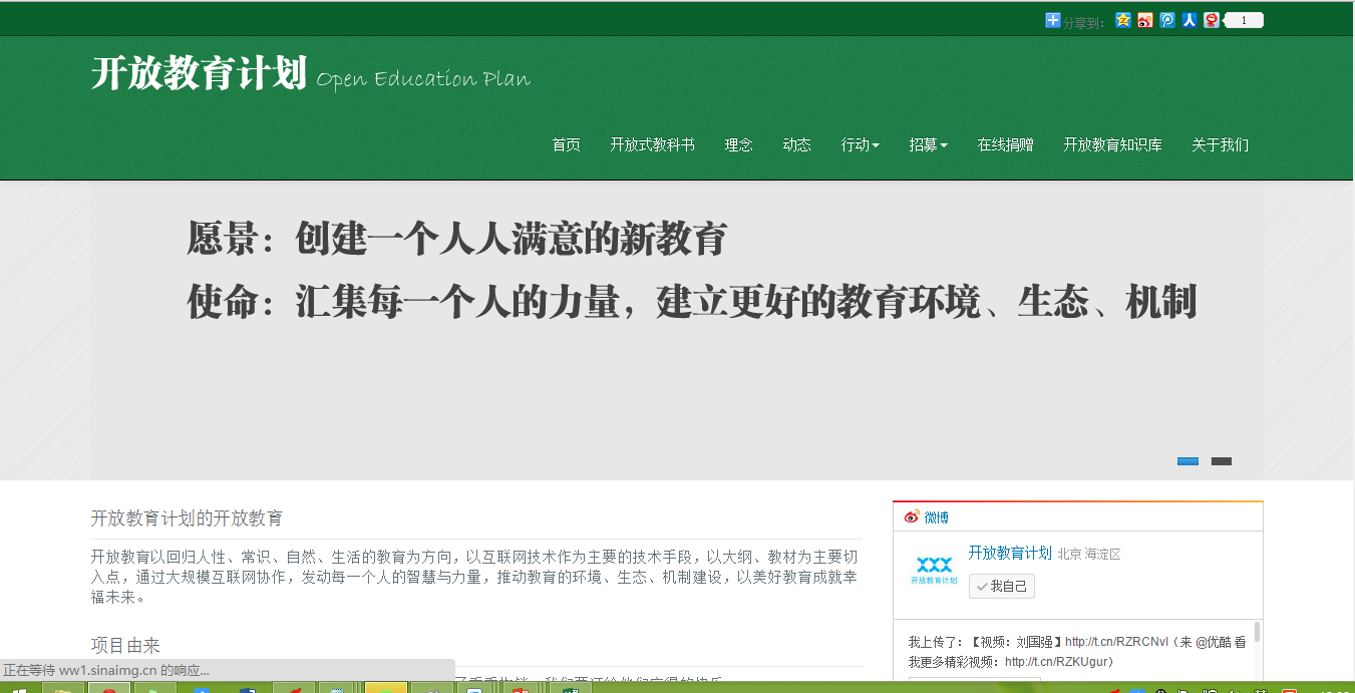 分享到： 1
开放教育计划 Open Education Plan
首页 开放式教科书 理念 动态 行动 招募 在线捐赠 开放教育知识库 关于我们
愿景：创建一个人人满意的新教育
使命：汇集每一个人的力量，建立更好的教育环境、生态、机制
开放教育计划的开放教育
开放教育以回归人性、常识、自然、生活的教育为方向，以互联网技术作为主要的技术手段，以大纲、教材为主要切
入点，通过大规模互联网协作，发动每一个人的智慧与力量，推动教育的环境、生态、机制建设，以美好教育成就幸
福未来。
项目由来
微博
开放教育计划 北京 海淀区
开放教育计划
我自己
我上传了：【视频：刘国强】http://t.cn/RZRCNvI（来 @优酷 看
我更多精彩视频：http://t.cn/RZKUgur）
正在等待 ww1.sinaimg.cn 的响应...